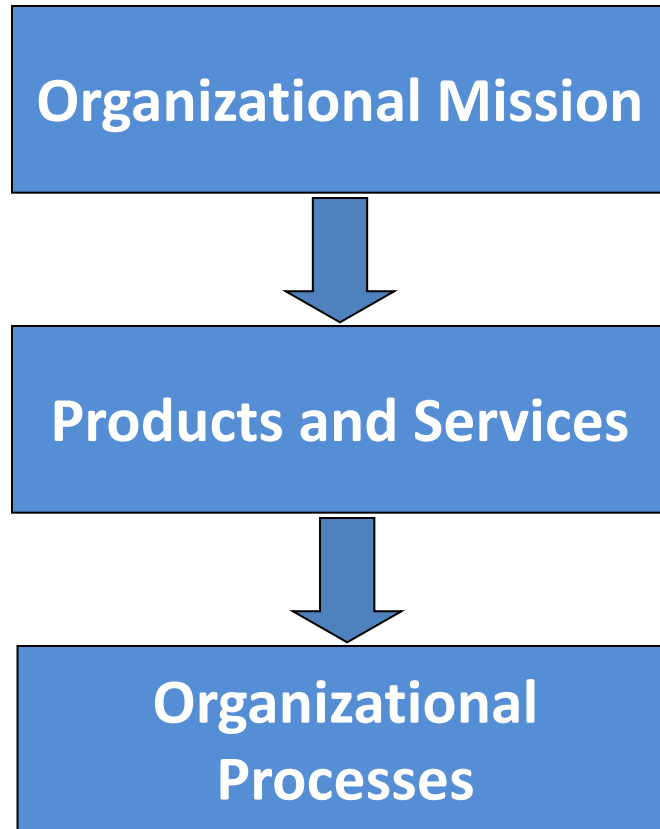 Organizational Mission
Products and Services
Organizational
Processes